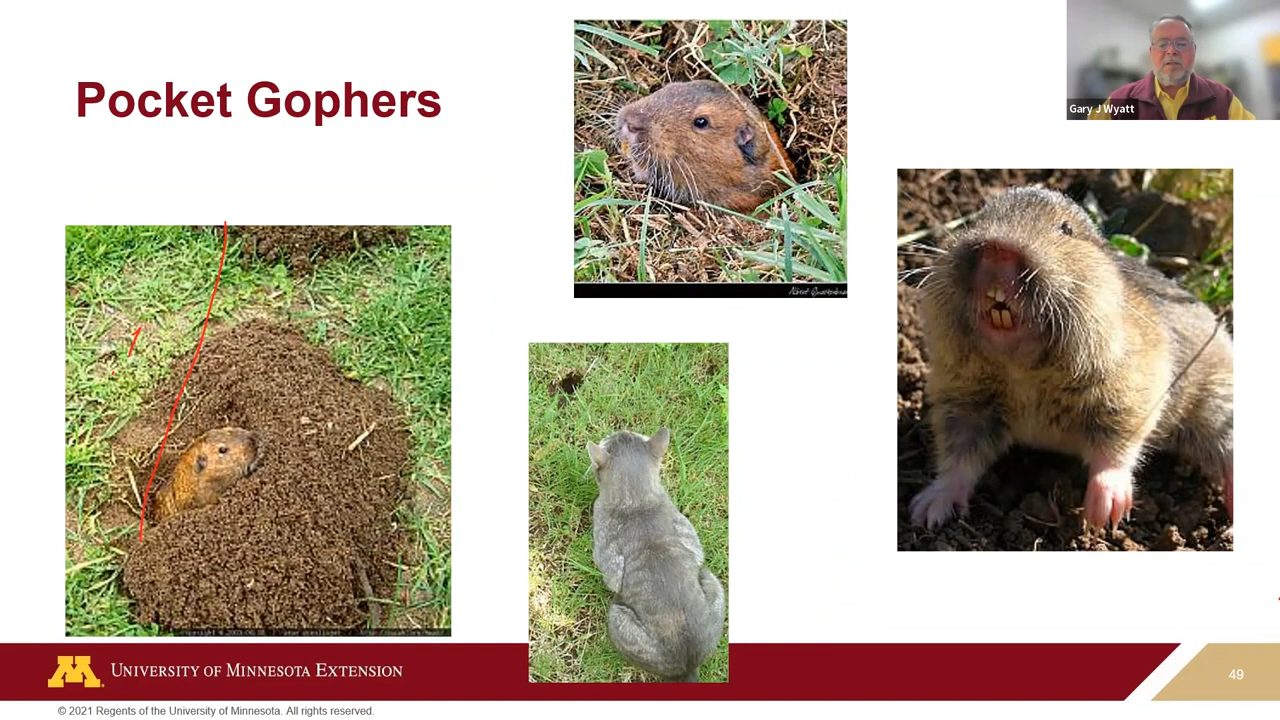 Pocket Gophers
Gary J Wyatt
UNIVERSITY OF MINNESOTA EXTENSION
49
© 2021 Regents of the University of Minnesota. All rights reserved.